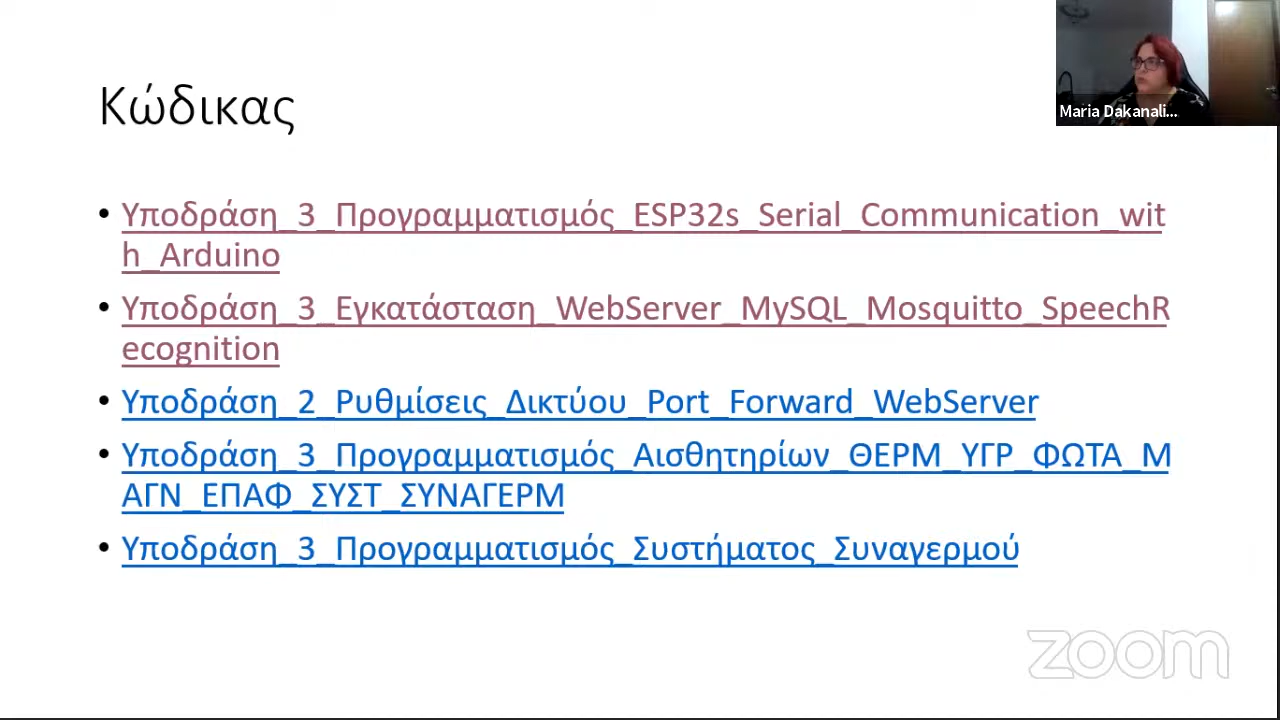 Κώδικας
Maria Dakanali...
• Υποδράση_3_Προγραμματισμός_ESP32s_Serial_Communication_wit
h_Arduino
• Υποδράση_3_Εγκατάσταση_WebServer_MySQL_Mosquitto_SpeechR
ecognition
• Υποδράση_2_Ρυθμίσεις_Δικτύου_Port_Forward_WebServer
• Υποδράση_3_Προγραμματισμός_Αισθητηρίων_ΘΕΡΜ_ΥΓΡ_ΦΩΤΑ_Μ
ΑΓΝ_ΕΠΑΦ_ΣΥΣΤ_ΣΥΝΑΓΕΡΜ
• Υποδράση_3_Προγραμματισμός_Συστήματος_Συναγερμού
zoom